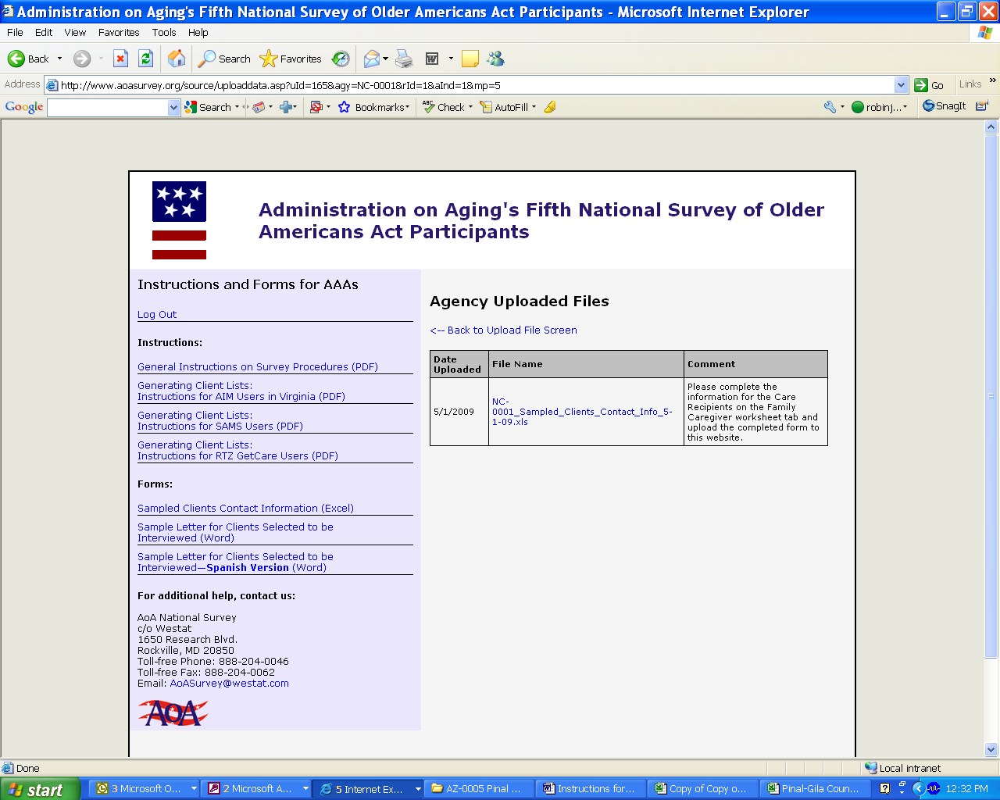 Administration on Aging's Fifth National Survey of Older Americans Act Participants - Microsoft Internet Explorer
File Edit View Favorites Tools Help
Back Search Favorites
Address http://www.aoasurvey.org/source/uploaddata.asp?uId=165&agy=NC-0001&rId=1&aInd=1&mp=5 Go Links »
Google Search Bookmarks Check AutoFill robinj... SnagIt
Administration on Aging's Fifth National Survey of Older
Americans Act Participants
Instructions and Forms for AAAs
Log Out
Instructions:
General Instructions on Survey Procedures (PDF)
Generating Client Lists:
Instructions for AIM Users in Virginia (PDF)
Generating Client Lists:
Instructions for SAMS Users (PDF)
Generating Client Lists:
Instructions for RTZ GetCare Users (PDF)
Forms:
Sampled Clients Contact Information (Excel)
Sample Letter for Clients Selected to be
Interviewed (Word)
Sample Letter for Clients Selected to be
Interviewed—Spanish Version (Word)
For additional help, contact us:
AoA National Survey
c/o Westat
1650 Research Blvd.
Rockville, MD 20850
Toll-free Phone: 888-204-0046
Toll-free Fax: 888-204-0062
Email: AoASurvey@westat.com
AoA
Agency Uploaded Files
<-- Back to Upload File Screen
Date
Uploaded
File Name
Comment
5/1/2009
NC-
0001_Sampled_Clients_Contact_Info_5-
1-09.xls
Please complete the
information for the Care
Recipients on the Family
Caregiver worksheet tab and
upload the completed form to
this website.
Done Local intranet
start 3 Microsoft O... 2 Microsoft A... 5 Internet Ex... AZ-0005 Pinal ... Instructions for... Copy of Copy o... Pinal-Gila Coun... 12:32 PM